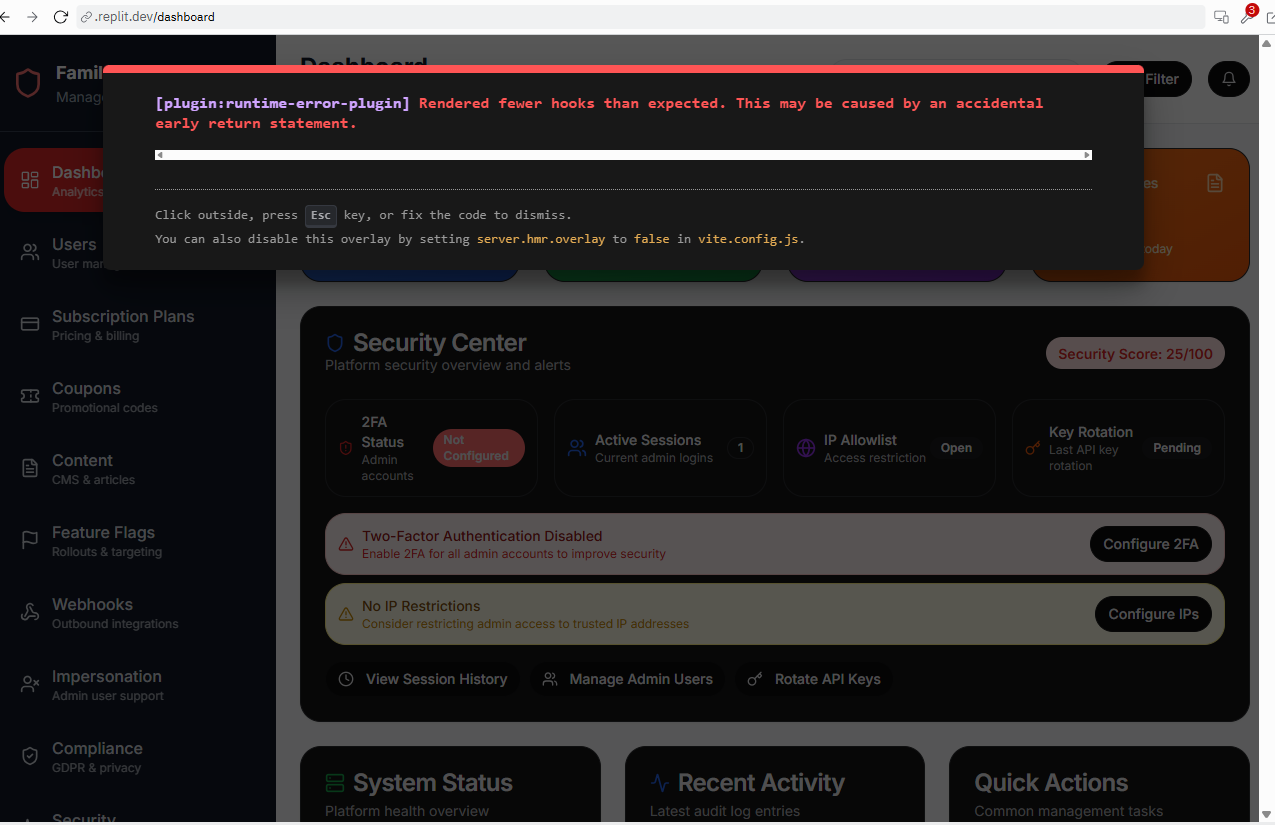 .replit.dev/dashboard
3
Dashboard
Famil
Manag
Filter
[plugin:runtime-error-plugin] Rendered fewer hooks than expected. This may be caused by an accidental
early return statement.
Click outside, press Esc key, or fix the code to dismiss.
You can also disable this overlay by setting server.hmr.overlay to false in vite.config.js.
es
oday
Dashbo
Analytics
Users
User man
Subscription Plans
Pricing & billing
Coupons
Promotional codes
Content
CMS & articles
Feature Flags
Rollouts & targeting
Webhooks
Outbound integrations
Impersonation
Admin user support
Compliance
GDPR & privacy
Security
Security Center
Platform security overview and alerts
Security Score: 25/100
2FA
Status
Admin
accounts
Not
Configured
Active Sessions
Current admin logins
1
IP Allowlist
Access restriction
Open
Key Rotation
Last API key
rotation
Pending
Two-Factor Authentication Disabled
Enable 2FA for all admin accounts to improve security
Configure 2FA
No IP Restrictions
Consider restricting admin access to trusted IP addresses
Configure IPs
View Session History
Manage Admin Users
Rotate API Keys
System Status
Platform health overview
Recent Activity
Latest audit log entries
Quick Actions
Common management tasks